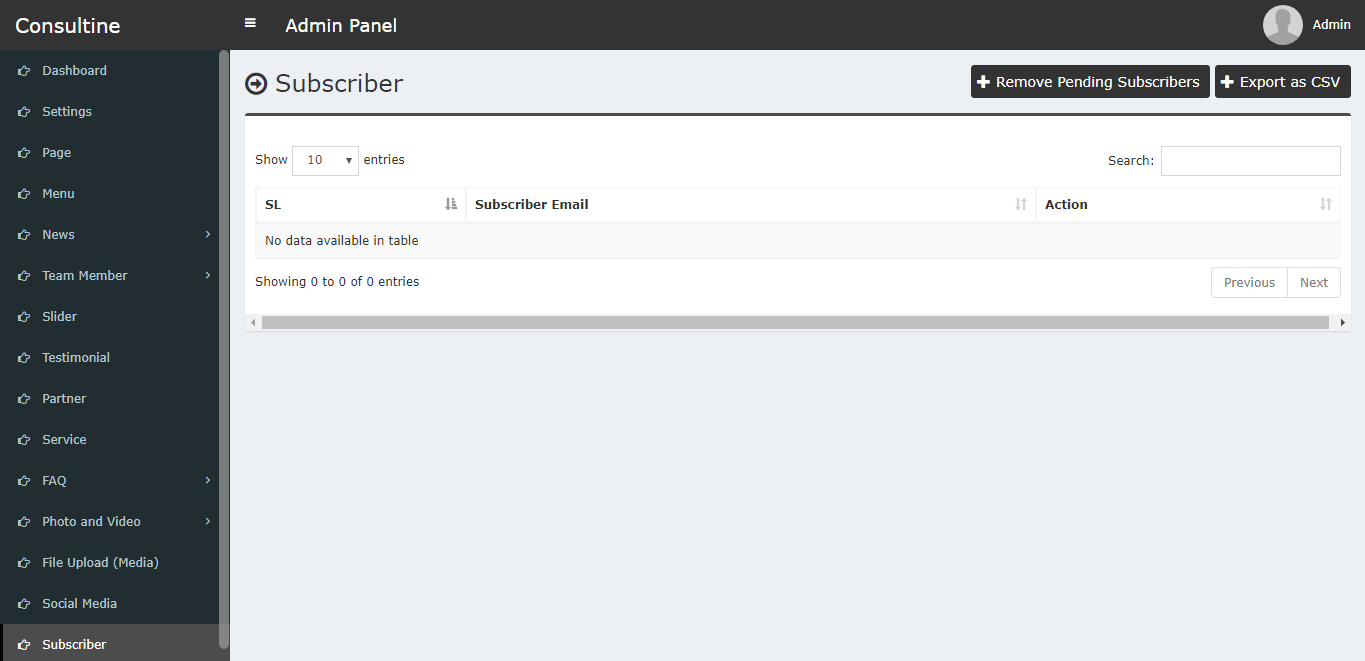 Consultine
Admin Panel
Admin
Dashboard
Settings
Page
Menu
News
Team Member
Slider
Testimonial
Partner
Service
FAQ
Photo and Video
File Upload (Media)
Social Media
Subscriber
Subscriber
Remove Pending Subscribers
Export as CSV
Show 10 entries
Search:
SL Subscriber Email Action
No data available in table
Showing 0 to 0 of 0 entries
Previous Next